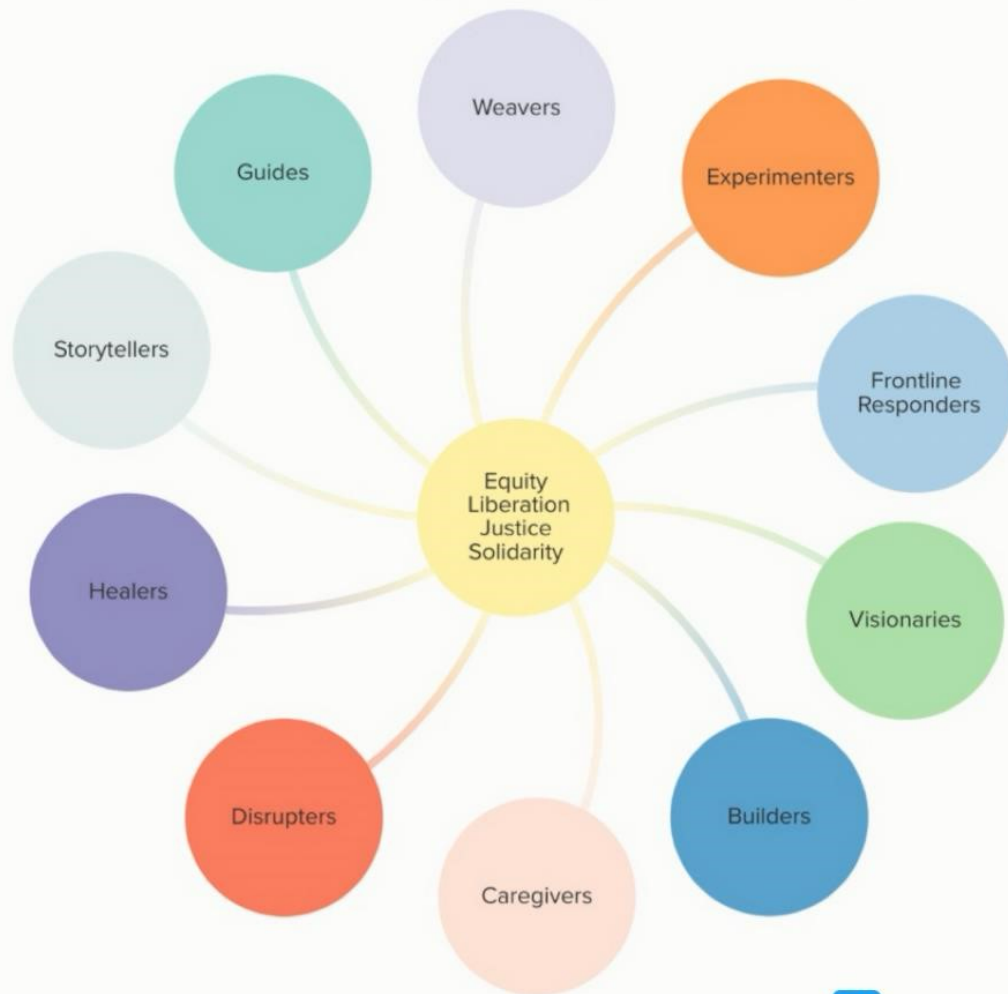 Weavers
Guides
Experimenters
Storytellers
Frontline
Responders
Equity
Liberation
Justice
Solidarity
Healers
Visionaries
Disrupters
Builders
Caregivers